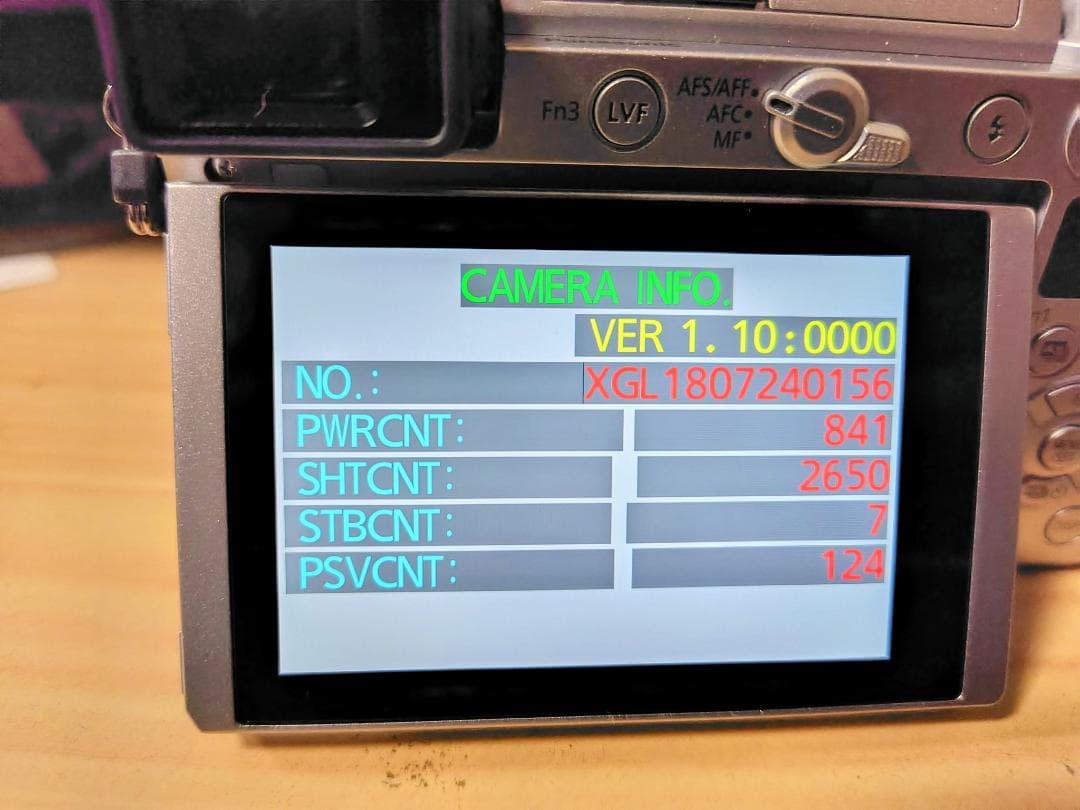 AFS/AFF
Fn3 LVF AFC
MF
CAMERA INFO.
VER 1. 10:0000
NO.: XGL1807240156
PWRCNT: 841
SHTCNT: 2650
STBCNT: 7
PSVCNT: 124